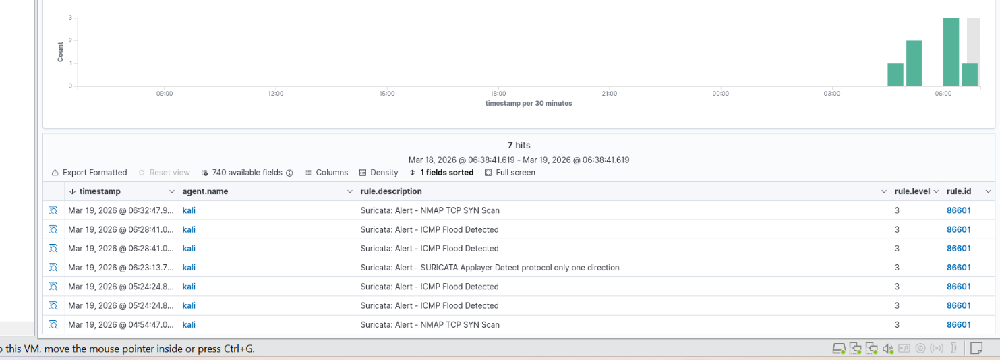 3
2
1
0
Count
09:00 12:00 15:00 18:00 21:00 00:00 03:00 06:00
timestamp per 30 minutes
7 hits
Mar 18, 2026 @ 06:38:41.619 - Mar 19, 2026 @ 06:38:41.619
Export Formatted Reset view 740 available fields Columns Density 1 fields sorted Full screen
timestamp agent.name rule.description rule.level rule.id
Mar 19, 2026 @ 06:32:47.9... kali Suricata: Alert - NMAP TCP SYN Scan 3 86601
Mar 19, 2026 @ 06:28:41.0... kali Suricata: Alert - ICMP Flood Detected 3 86601
Mar 19, 2026 @ 06:28:41.0... kali Suricata: Alert - ICMP Flood Detected 3 86601
Mar 19, 2026 @ 06:23:13.7... kali Suricata: Alert - SURICATA Applayer Detect protocol only one direction 3 86601
Mar 19, 2026 @ 05:24:24.8... kali Suricata: Alert - ICMP Flood Detected 3 86601
Mar 19, 2026 @ 05:24:24.8... kali Suricata: Alert - ICMP Flood Detected 3 86601
Mar 19, 2026 @ 04:54:47.0... kali Suricata: Alert - NMAP TCP SYN Scan 3 86601
o this VM, move the mouse pointer inside or press Ctrl+G.